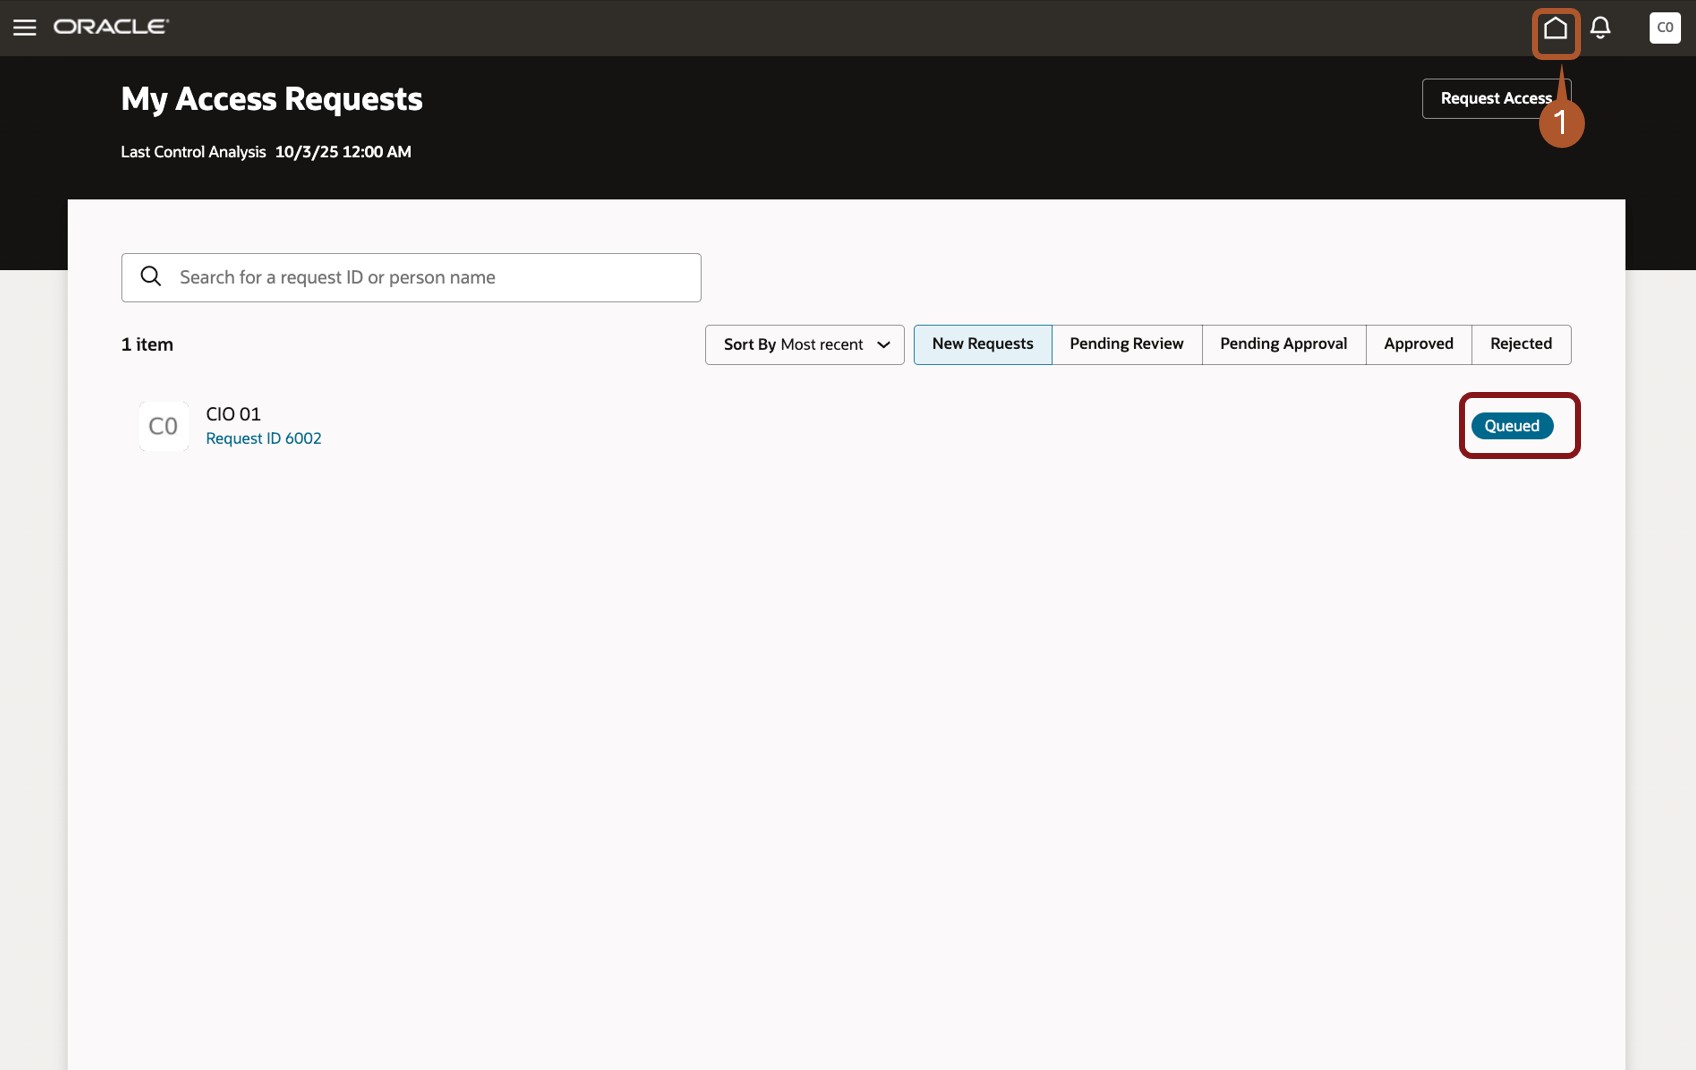 ORACLE
C0
My Access Requests
Request Access
1
Last Control Analysis 10/3/25 12:00 AM
Search for a request ID or person name
1 item
Sort By Most recent
New Requests
Pending Review
Pending Approval
Approved
Rejected
C0
CIO 01
Request ID 6002
Queued